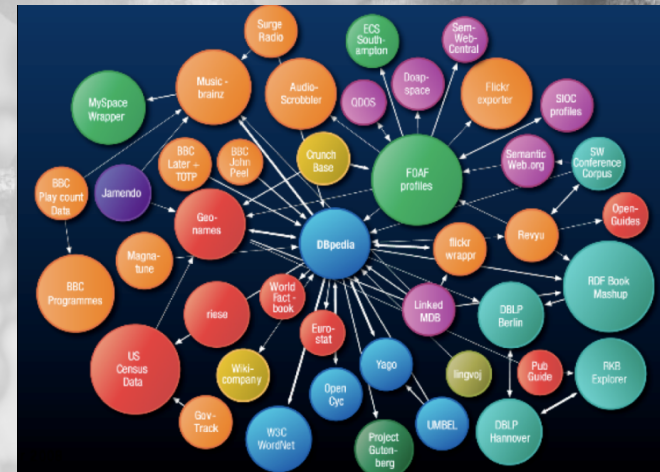 Surge
Radio
ECS
South-
ampton
Sem-
Web-
Central
Music -
brainz
Audio-
Scrobbler
Doap-
space
Flickr
exporter
MySpace
Wrapper
QDOS
SIOC
profiles
BBC
Later +
TOTP
BBC
John
Peel
Crunch
Base
FOAF
profiles
Semantic
Web.org
SW
Conference
Corpus
BBC
Play count
Data
Jamendo
Geo-
names
DBpedia
flickr
wrappr
Revyu
Open-
Guides
Magna-
tune
BBC
Programmes
riese
World
Fact -
book
Linked
MDB
RDF Book
Mashup
DBLP
Berlin
Euro-
stat
US
Census
Data
Wiki-
company
Yago
lingvoj
Pub
Guide
RKB
Explorer
Open
Cyc
Gov-
Track
W3C
WordNet
Project
Guten-
berg
UMBEL
DBLP
Hannover